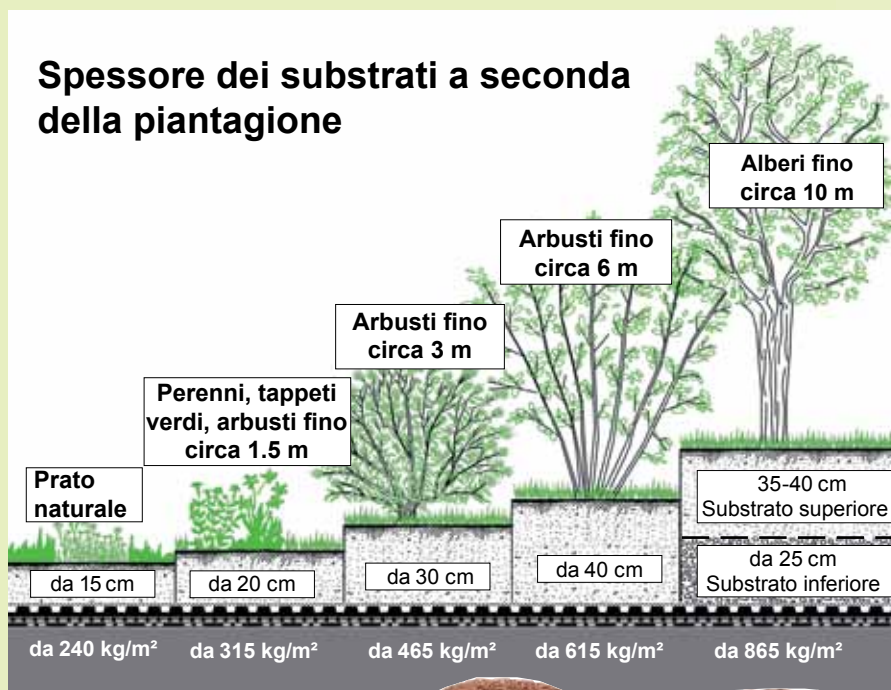 Spessore dei substrati a seconda
della piantagione
Alberi fino
circa 10 m
Arbusti fino
circa 6 m
Arbusti fino
circa 3 m
Perenni, tappeti
verdi, arbusti fino
circa 1.5 m
Prato
naturale
35-40 cm
Substrato superiore
da 15 cm
da 20 cm
da 30 cm
da 40 cm
da 25 cm
Substrato inferiore
da 240 kg/m²
da 315 kg/m²
da 465 kg/m²
da 615 kg/m²
da 865 kg/m²